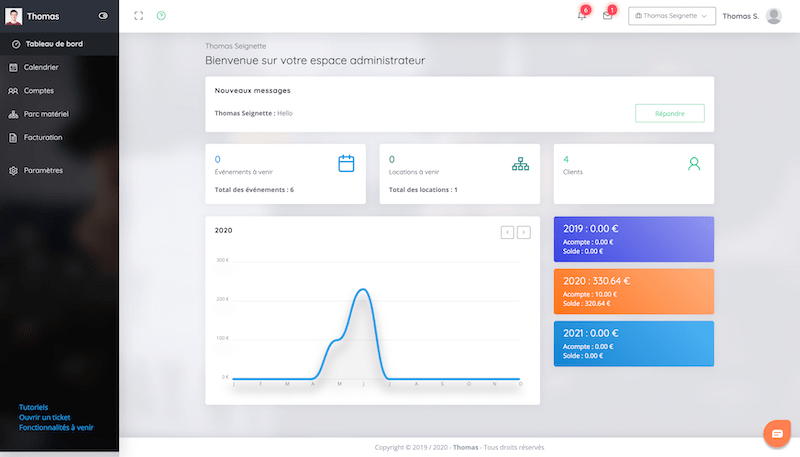 Thomas
Tableau de bord
Calendrier
Comptes
Parc matériel
Facturation
Paramètres
Tutoriels
Ouvrir un ticket
Fonctionnalités à venir
6
1
Thomas Seignette
Thomas S.
Thomas Seignette
Bienvenue sur votre espace administrateur
Nouveaux messages
Thomas Seignette : Hello
Répondre
0
Événements à venir
Total des événements : 6
0
Locations à venir
Total des locations : 1
4
Clients
2020
300 €
200 €
100 €
0 €
J F M A M J J A S O N D
2019 : 0.00 €
Acompte : 0.00 €
Solde : 0.00 €
2020 : 330.64 €
Acompte : 10.00 €
Solde : 320.64 €
2021 : 0.00 €
Acompte : 0.00 €
Solde : 0.00 €
Copyright © 2019 / 2020 - Thomas - Tous droits réservés